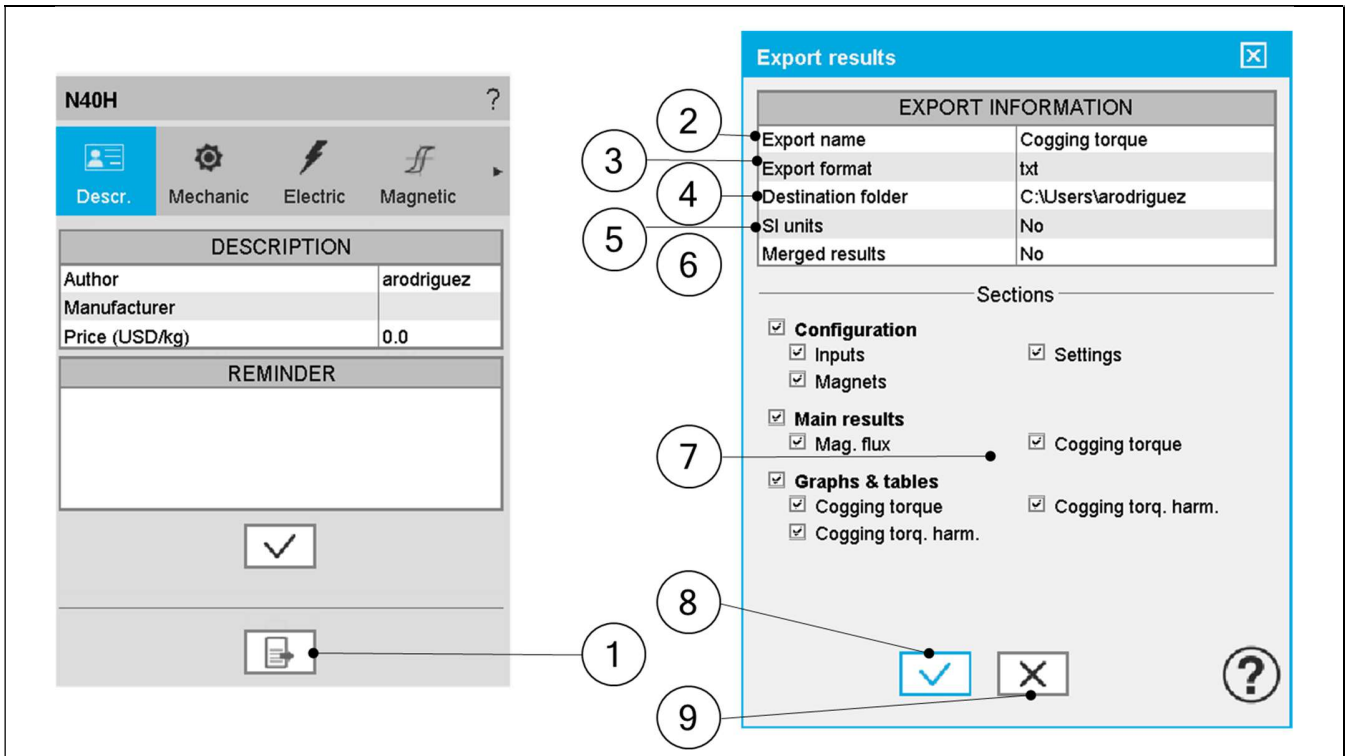 N40H ?
Descr. Mechanic Electric Magnetic
DESCRIPTION
Author arodriguez
Manufacturer
Price (USD/kg) 0.0
REMINDER
1
Export results
EXPORT INFORMATION
2
Export name Cogging torque
3
Export format txt
4
Destination folder C:\Users\arodriguez
5
SI units No
6
Merged results No
Sections
Configuration
Inputs Settings
Magnets
Main results
7
Mag. flux Cogging torque
Graphs & tables
Cogging torque Cogging torq. harm.
Cogging torq. harm.
8
9
?